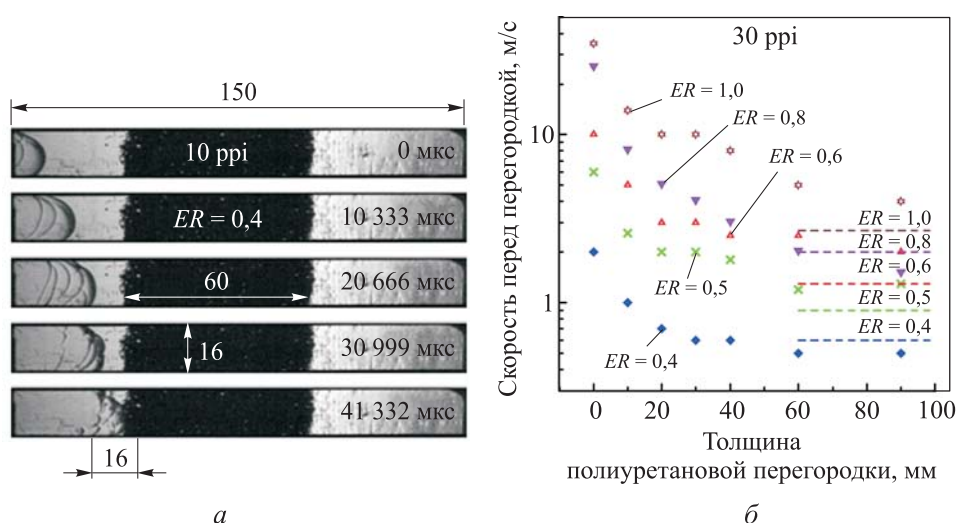 150
10 ppi
0 мкс
ER = 0,4
10 333 мкс
60
20 666 мкс
16
30 999 мкс
41 332 мкс
16
а
Скорость перед перегородкой, м/с
30 ppi
10
1
ER = 1,0
ER = 0,8
ER = 0,6
ER = 0,5
ER = 0,4
ER = 1,0
ER = 0,8
ER = 0,6
ER = 0,5
ER = 0,4
0
20
40
60
80
100
Толщина
полиуретановой перегородки, мм
б